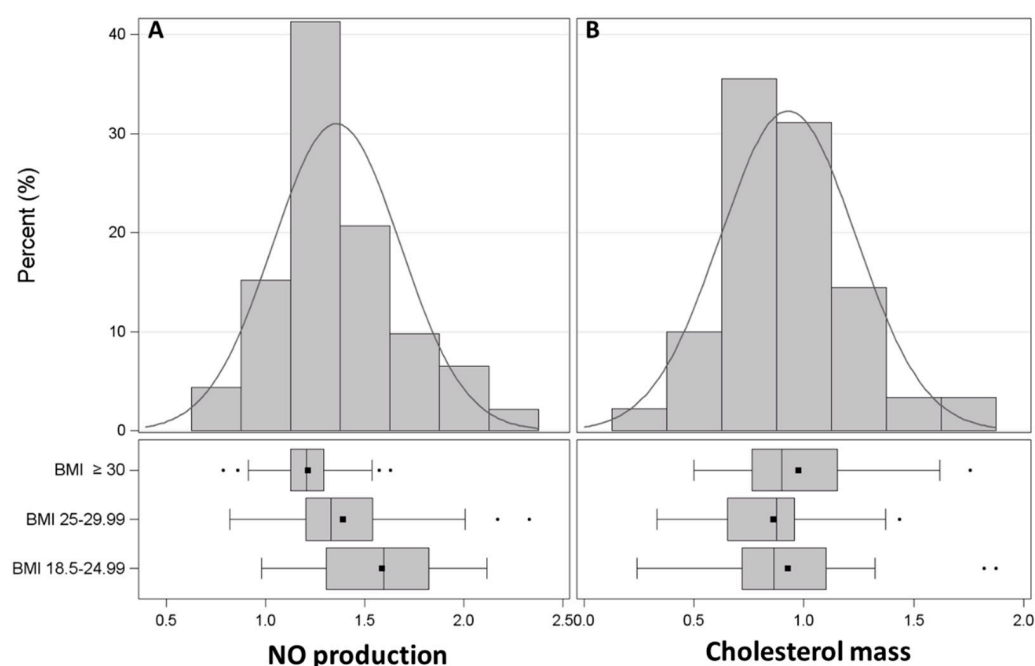 A
B
40
30
20
10
0
Percent (%)
BMI ≥ 30
BMI 25-29.99
BMI 18.5-24.99
0.5 1.0 1.5 2.0 2.50 0.0 0.5 1.0 1.5 2.0
NO production
Cholesterol mass